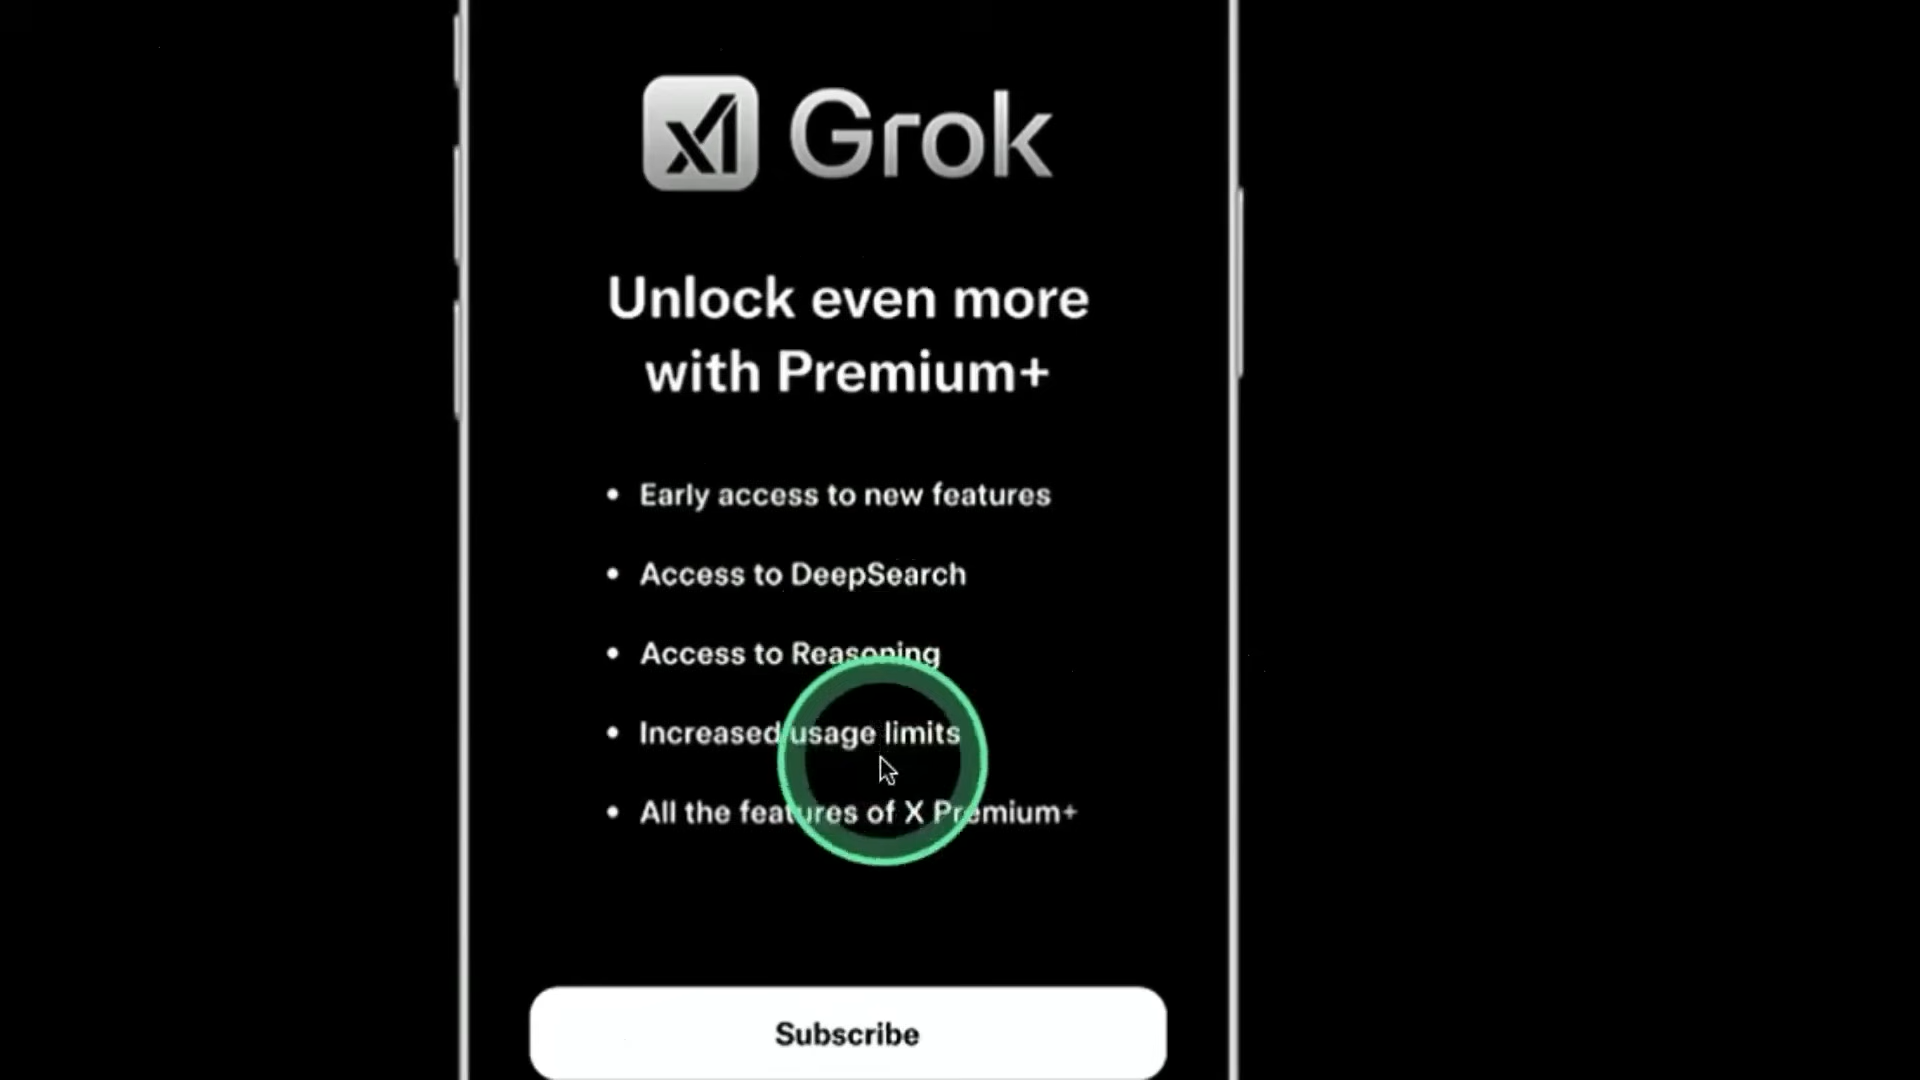 xI Grok
Unlock even more
with Premium+
• Early access to new features
• Access to DeepSearch
• Access to Reasoning
• Increased usage limits
• All the features of X Premium+
Subscribe